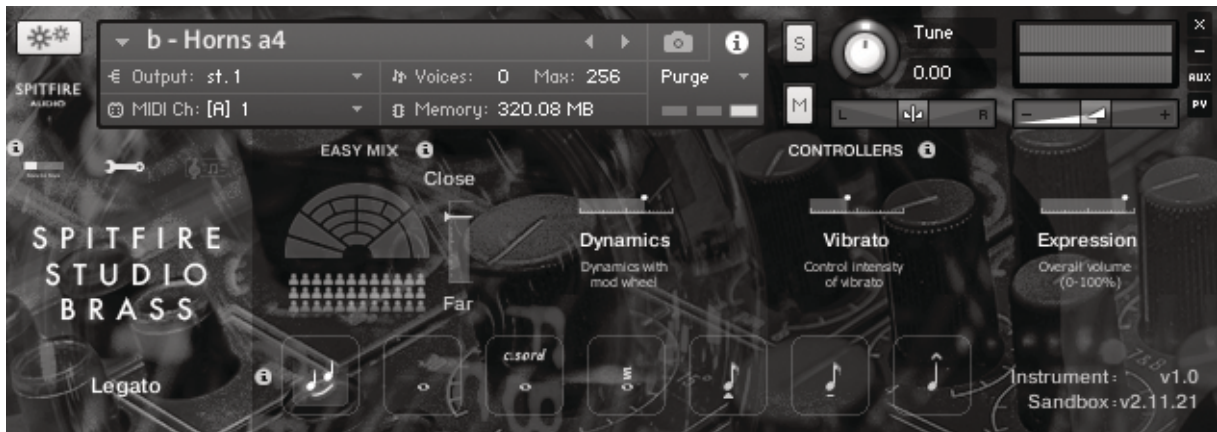 b - Horns a4
Output: st. 1
Voices: 0 Max: 256
Purge
MIDI Ch: [A] 1
Memory: 320.08 MB
S
M
Tune
0.00
L
R
-
+
×
-
AUX
PV
SPITFIRE
AUDIO
EASY MIX
Close
Far
CONTROLLERS
Dynamics
Dynamics with
mod wheel
Vibrato
Control intensity
of vibrato
Expression
Overall volume
(0-100%)
SPITFIRE
STUDIO
BRASS
Legato
c.sord
Instrument: v1.0
Sandbox: v2.11.21